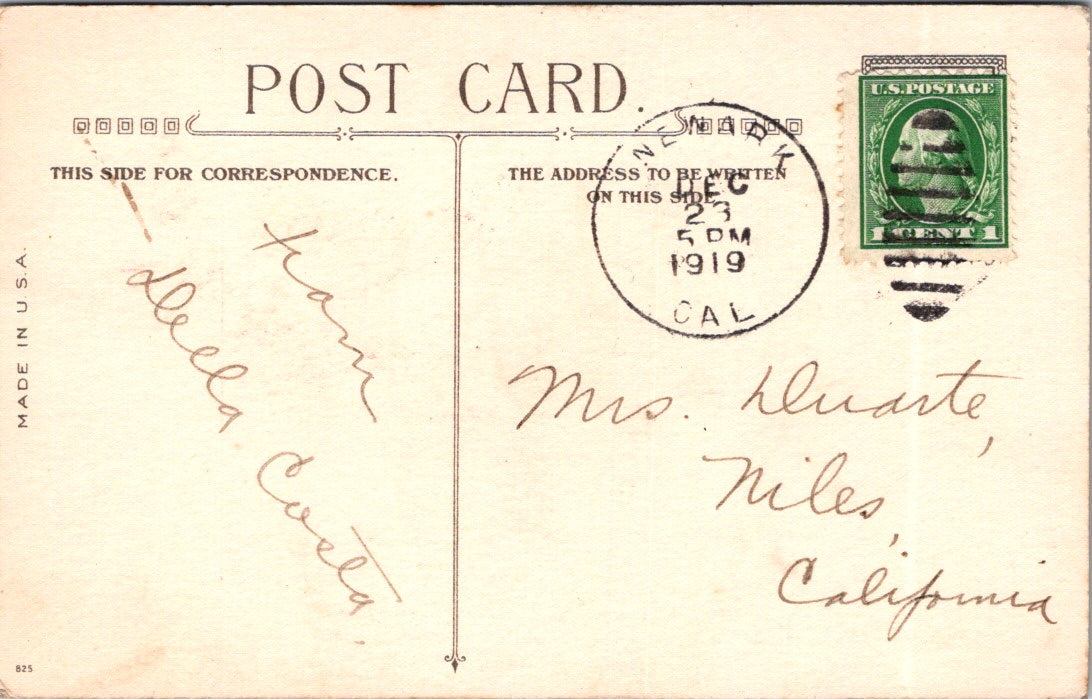 POST CARD.
THIS SIDE FOR CORRESPONDENCE.
THE ADDRESS TO BE WRITTEN
ON THIS SIDE
NEWARK
DEC
23
5 PM
1919
CAL
U.S. POSTAGE
1 CENT 1
from
Della
Costa.
Mrs. Duarte,
Niles,
California
MADE IN U.S.A.
825